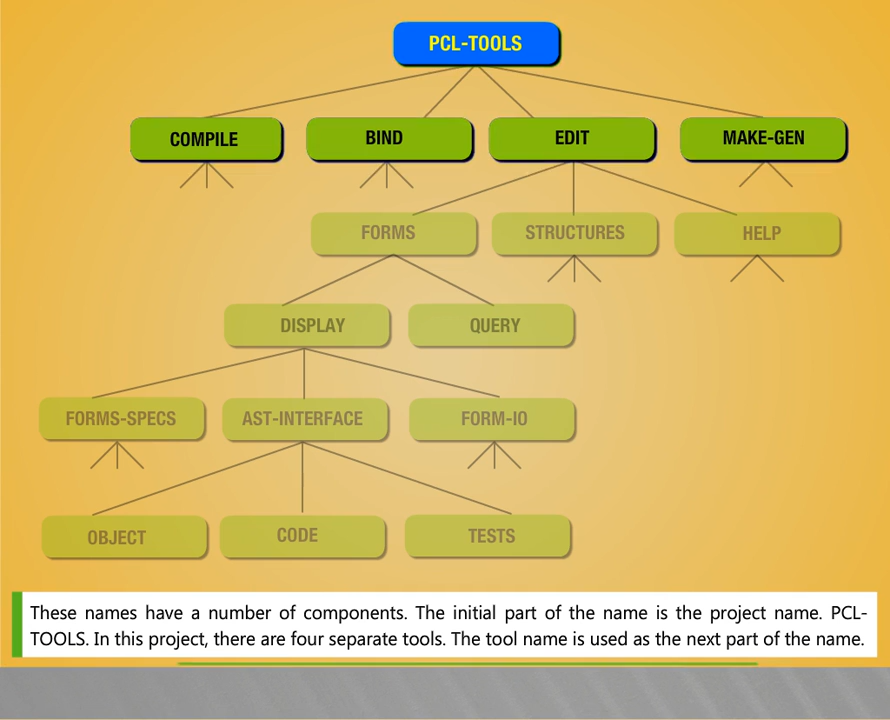 PCL-TOOLS
COMPILE BIND EDIT MAKE-GEN
FORMS STRUCTURES HELP
DISPLAY QUERY
FORMS-SPECS AST-INTERFACE FORM-IO
OBJECT CODE TESTS
These names have a number of components. The initial part of the name is the project name. PCL-
TOOLS. In this project, there are four separate tools. The tool name is used as the next part of the name.